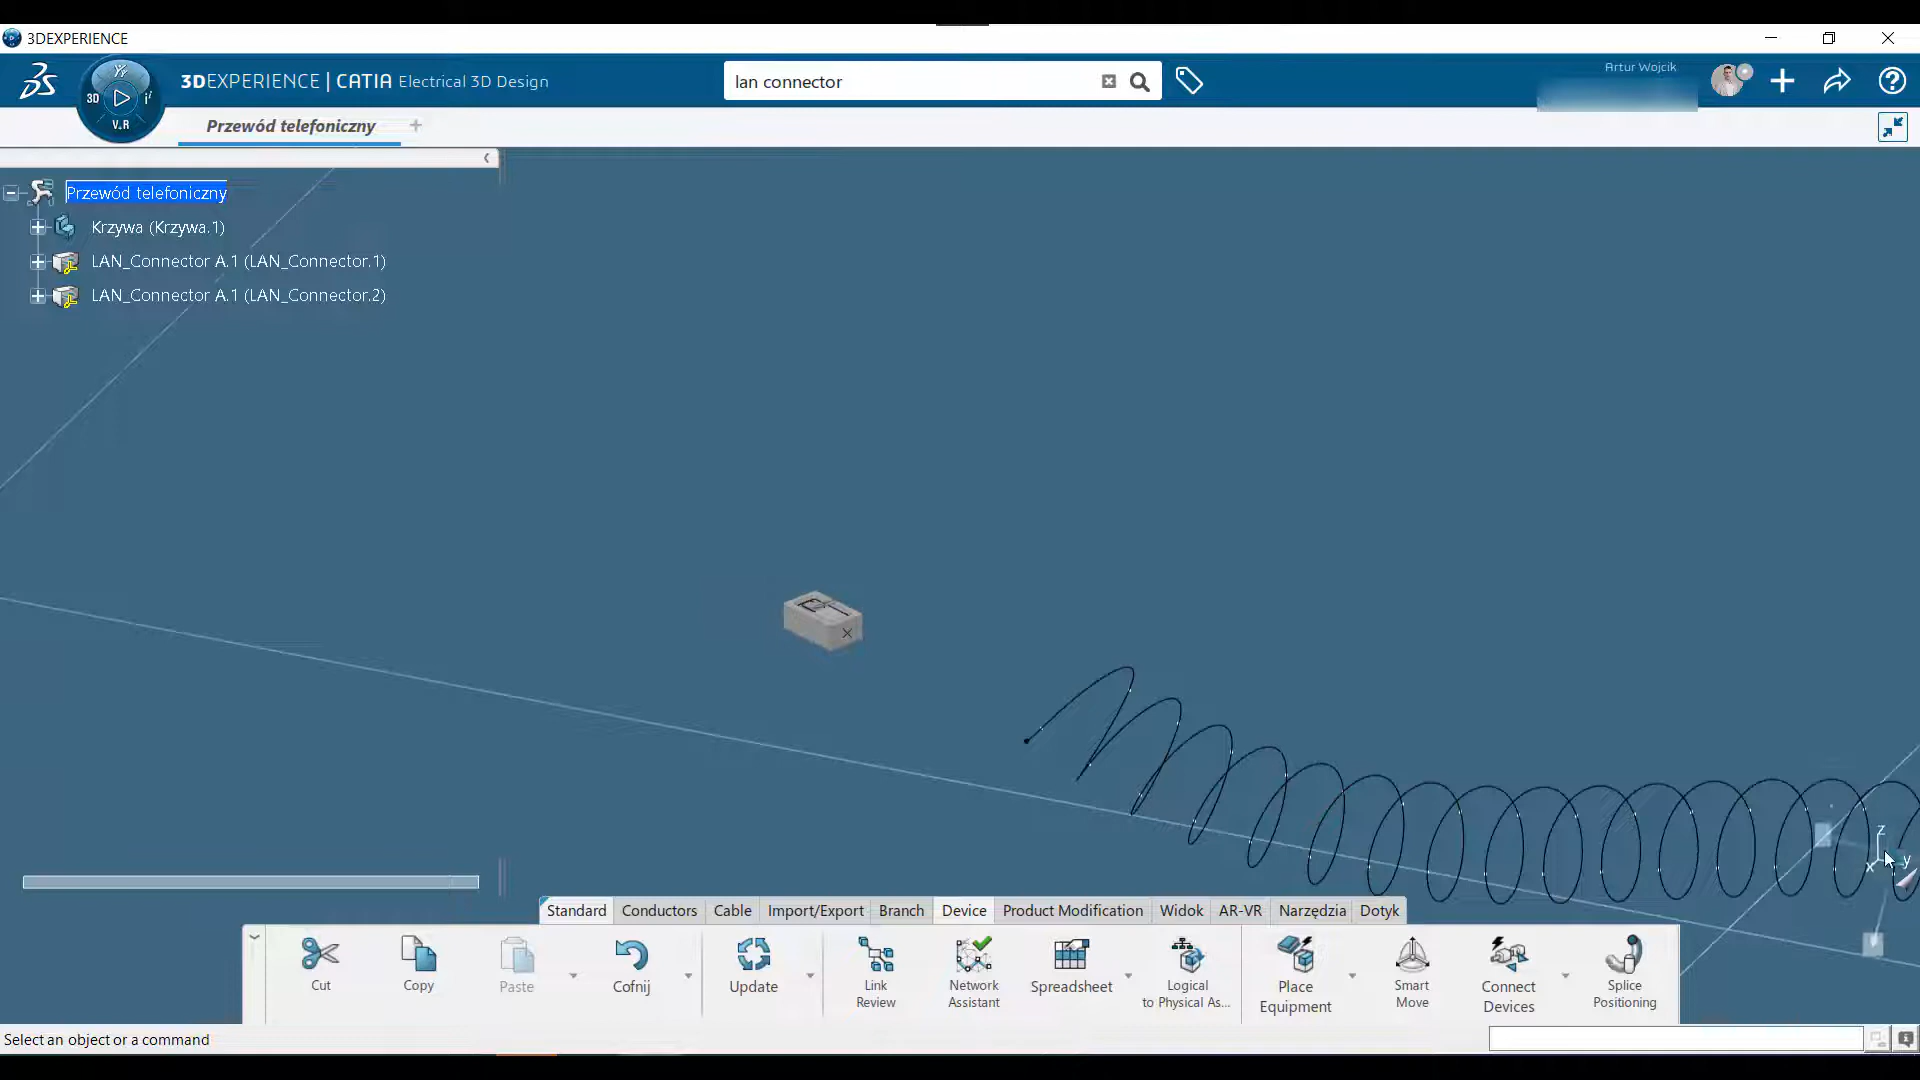 3DEXPERIENCE
3DEXPERIENCE | CATIA Electrical 3D Design
lan connector
Artur Wojcik
3D
V.R
Przewód telefoniczny
Przewód telefoniczny
Krzywa (Krzywa.1)
LAN_Connector A.1 (LAN_Connector.1)
LAN_Connector A.1 (LAN_Connector.2)
z
x
y
Standard
Conductors
Cable
Import/Export
Branch
Device
Product Modification
Widok
AR-VR
Narzędzia
Dotyk
Cut
Copy
Paste
Cofnij
Update
Link
Review
Network
Assistant
Spreadsheet
Logical
to Physical As...
Place
Equipment
Smart
Move
Connect
Devices
Splice
Positioning
Select an object or a command